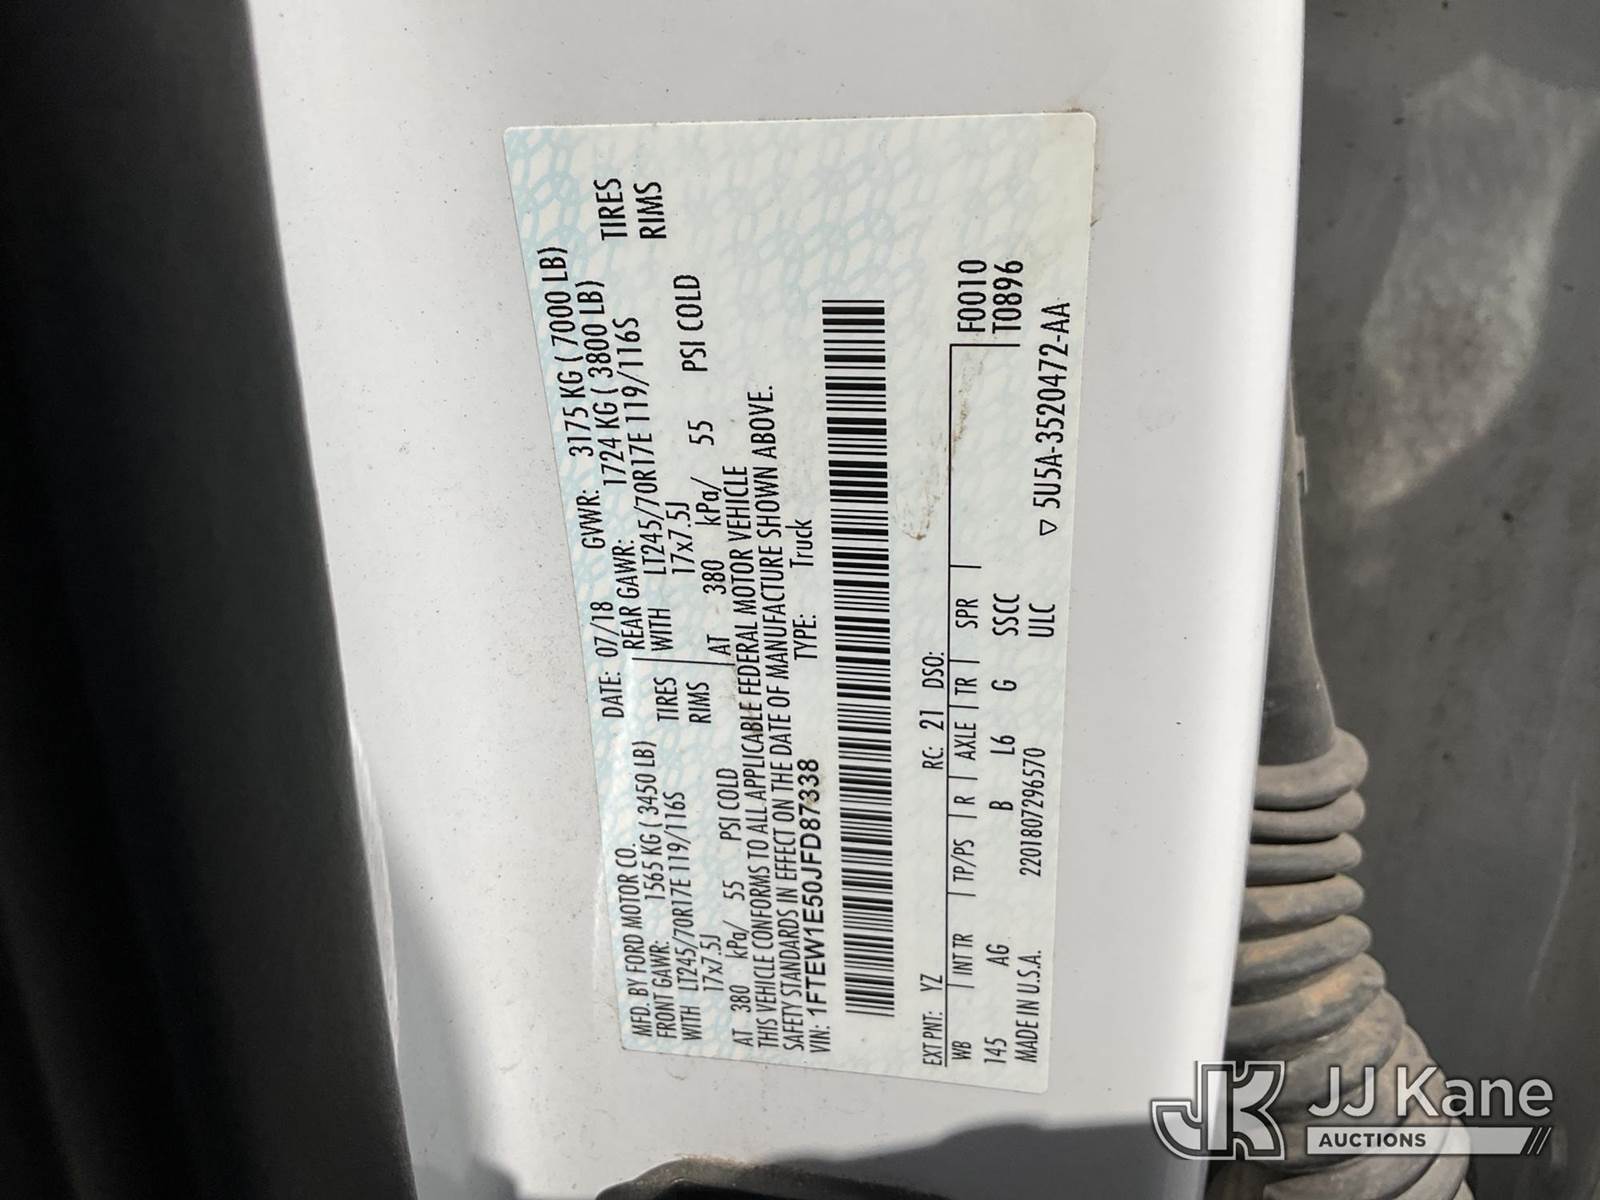 MFD. BY FORD MOTOR CO.
DATE: 07/18 GVWR: 3175 KG ( 7000 LB)
FRONT GAWR: 1565 KG ( 3450 LB) REAR GAWR: 1724 KG ( 3800 LB)
WITH LT245/70R17E 119/116S TIRES WITH LT245/70R17E 119/116S TIRES
17x7.5J RIMS 17x7.5J RIMS
AT 380 kPa/ 55 PSI COLD AT 380 kPa/ 55 PSI COLD
THIS VEHICLE CONFORMS TO ALL APPLICABLE FEDERAL MOTOR VEHICLE
SAFETY STANDARDS IN EFFECT ON THE DATE OF MANUFACTURE SHOWN ABOVE.
VIN: 1FTEW1E50JFD87338 TYPE: Truck
EXT PNT: YZ RC: 21 DSO:
WB INT TR TP/PS R AXLE TR SPR F0010
145 AG B L6 G SSCC T0896
MADE IN U.S.A. 2201807296570 ULC
▽ 5U5A-3520472-AA
JK JJ Kane
AUCTIONS